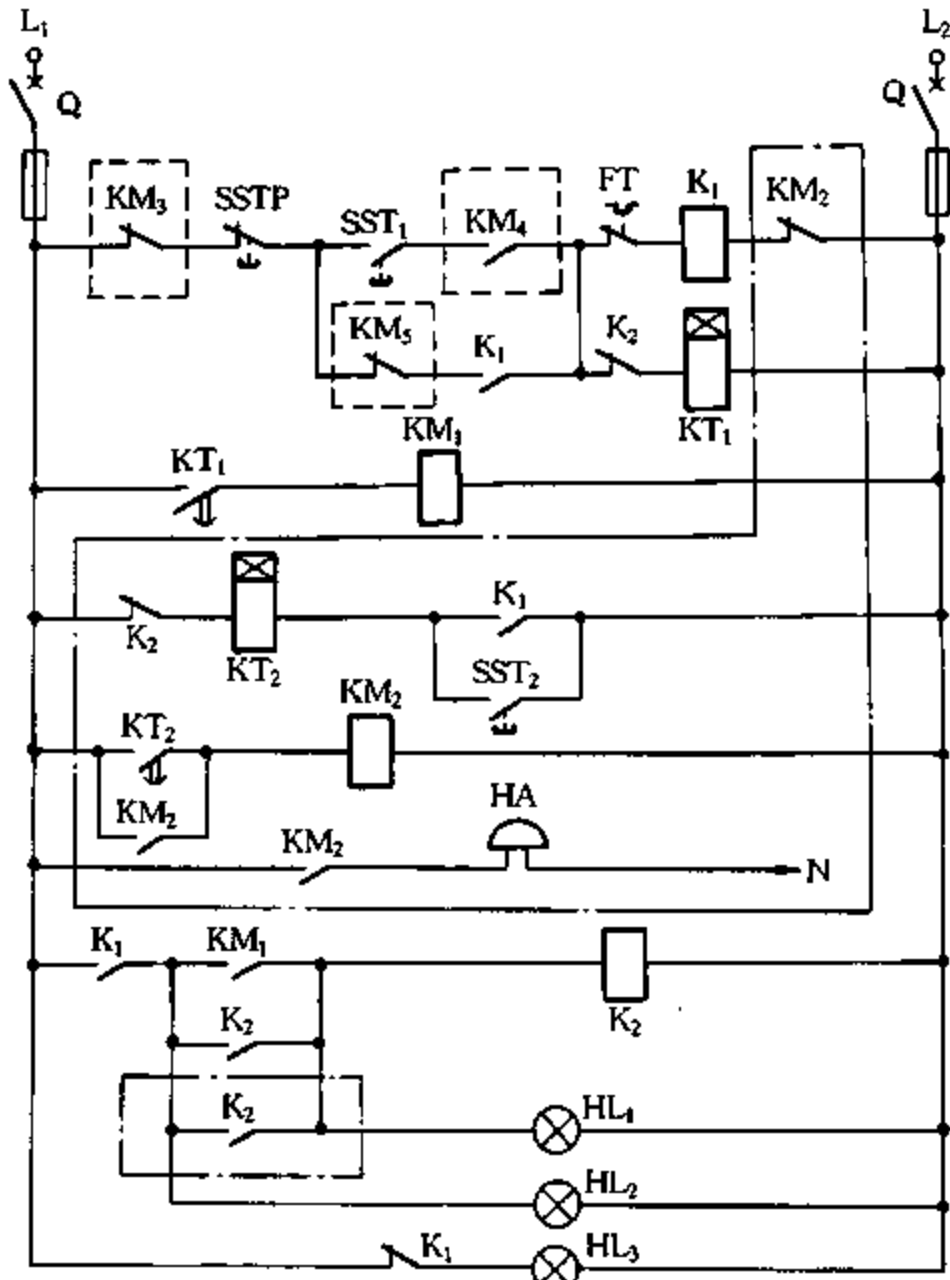 L₁ L₂
Q Q
KM₃ SSTP SST₁ KM₄ FT K₁ KM₂
KM₅ K₁ K₂ KT₁
KT₁ KM₁
K₂ KT₂ K₁
SST₂
KT₂ KM₂
KM₂ HA
KM₂ N
K₁ KM₁
K₂ K₂
K₂ HL₁
HL₂
K₁ HL₃